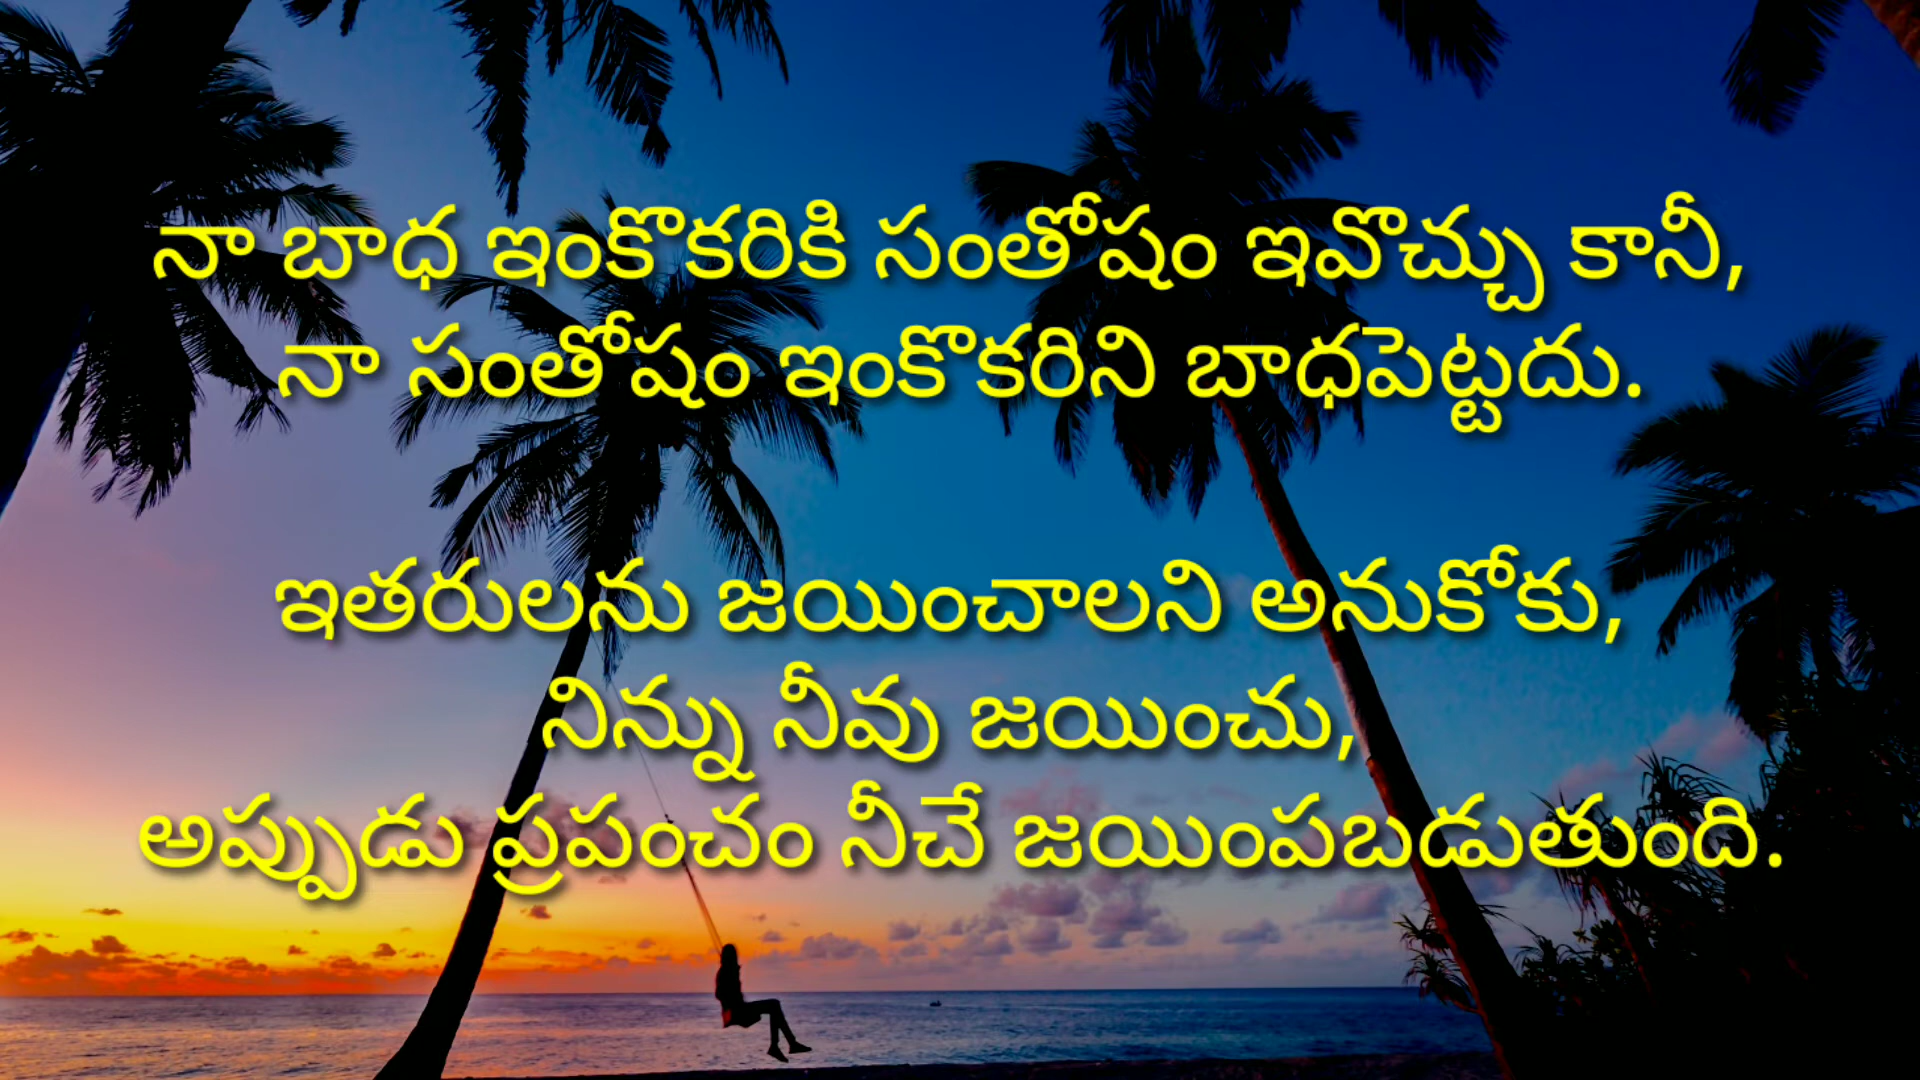 నా బాధ ఇంకొకరికి సంతోషం ఇవొచ్చు కానీ,
నా సంతోషం ఇంకొకరిని బాధపెట్టదు.
ఇతరులను జయించాలని అనుకోకు,
నిన్ను నీవు జయించు,
అప్పుడు ప్రపంచం నీచే జయింపబడుతుంది.